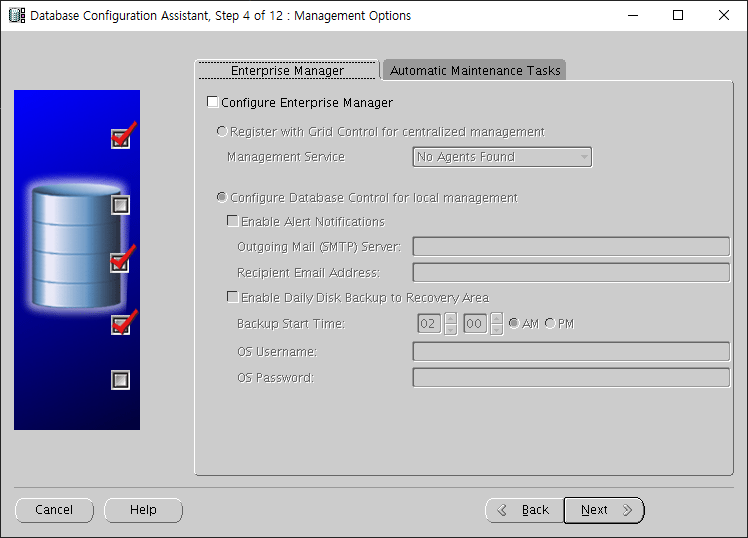 Database Configuration Assistant, Step 4 of 12 : Management Options
Enterprise Manager
Automatic Maintenance Tasks
Configure Enterprise Manager
Register with Grid Control for centralized management
Management Service
No Agents Found
Configure Database Control for local management
Enable Alert Notifications
Outgoing Mail (SMTP) Server:
Recipient Email Address:
Enable Daily Disk Backup to Recovery Area
Backup Start Time: 02 00 AM PM
OS Username:
OS Password:
Cancel Help Back Next